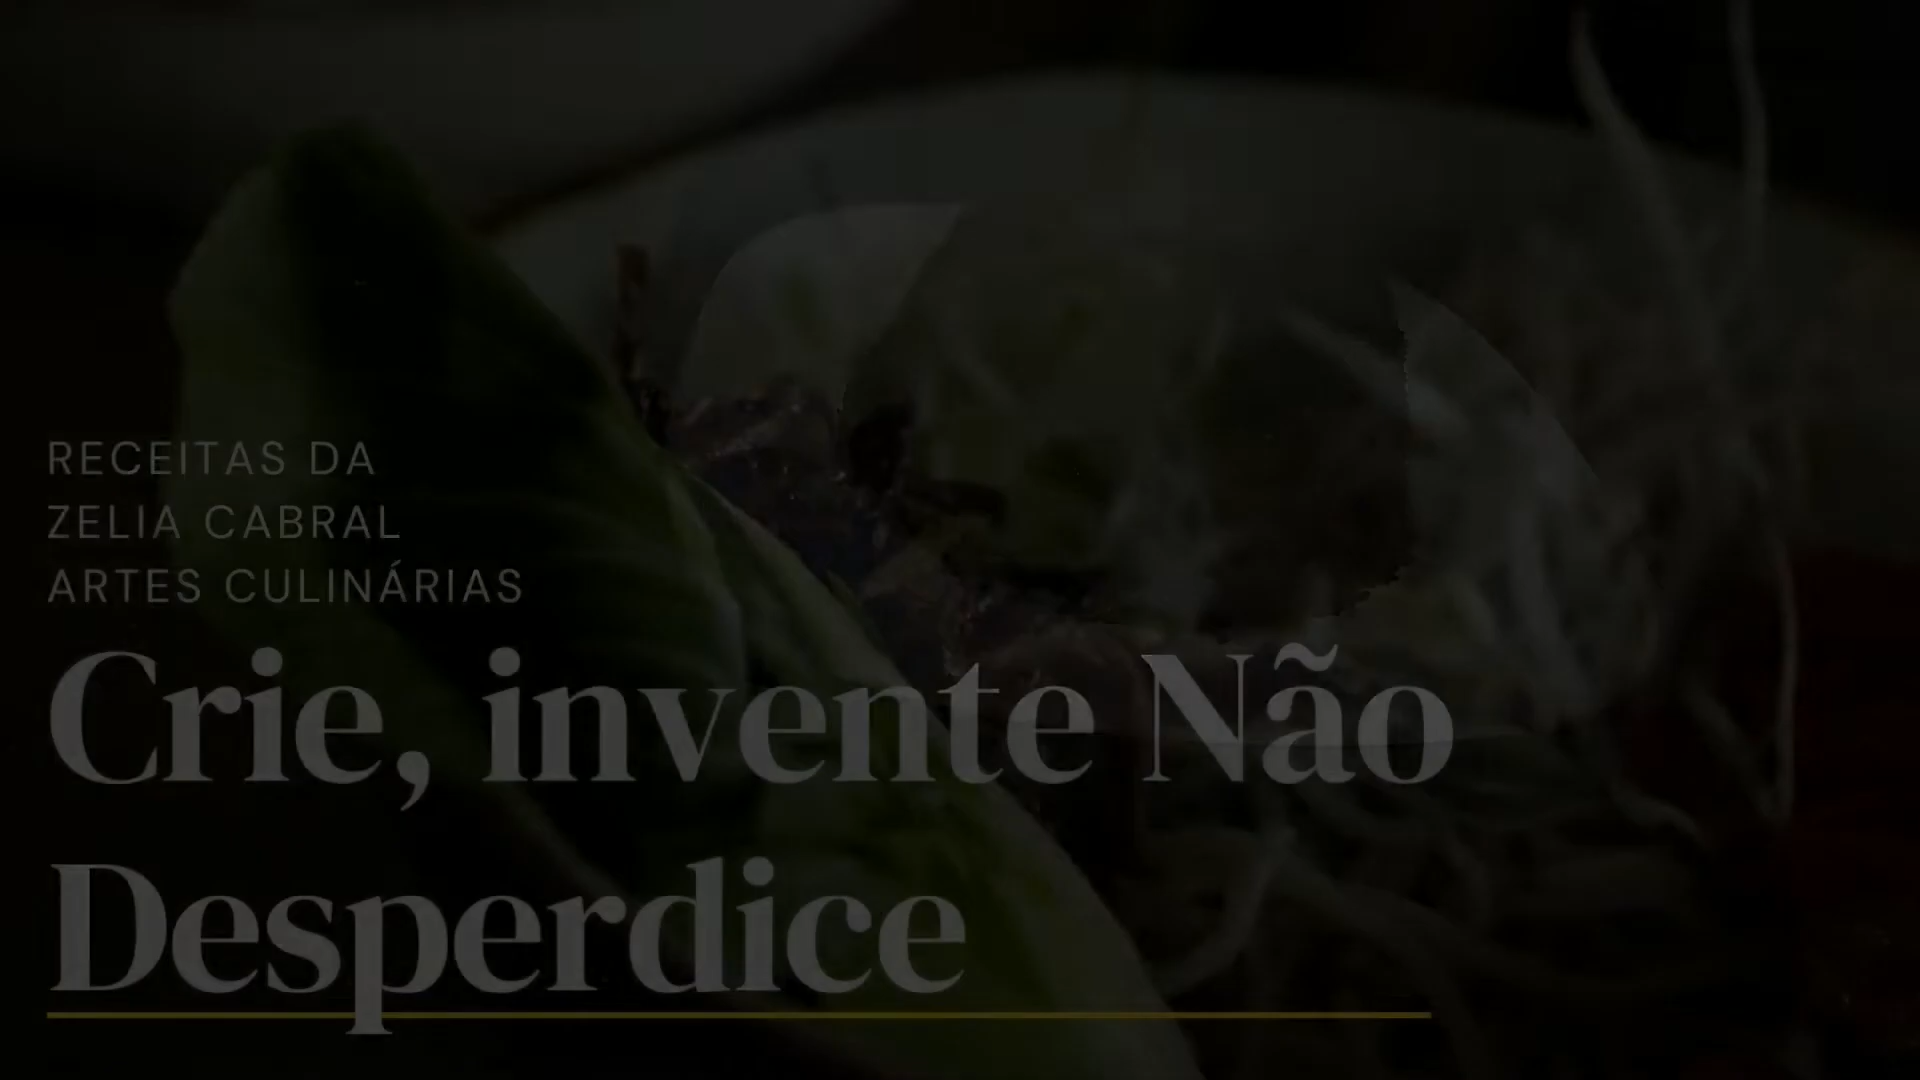 RECEITAS DA
ZELIA CABRAL
ARTES CULINÁRIAS
Crie, invente Não
Desperdice